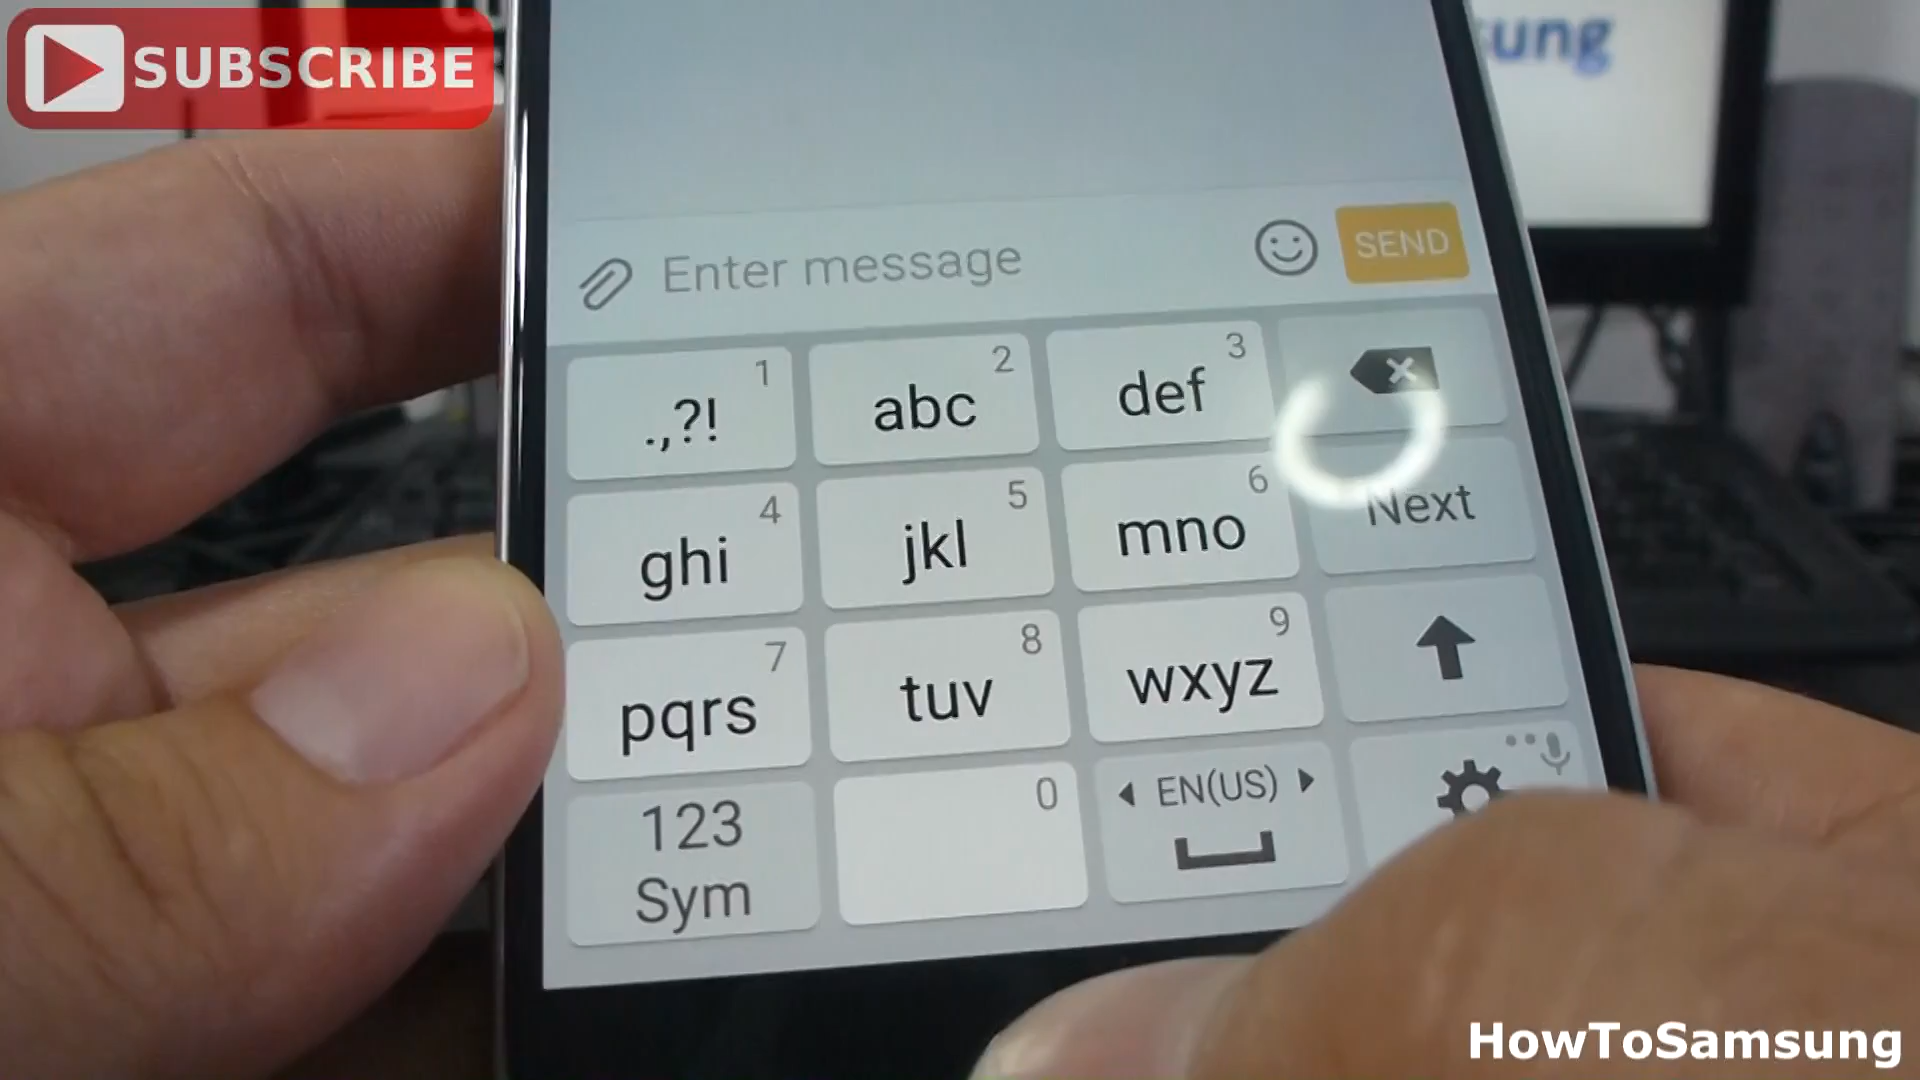 SUBSCRIBE
ung
Enter message
SEND
1
.,?!
2
abc
3
def
4
ghi
5
jkl
6
mno
Next
7
pqrs
8
tuv
9
wxyz
123
Sym
0
EN(US)
HowToSamsung